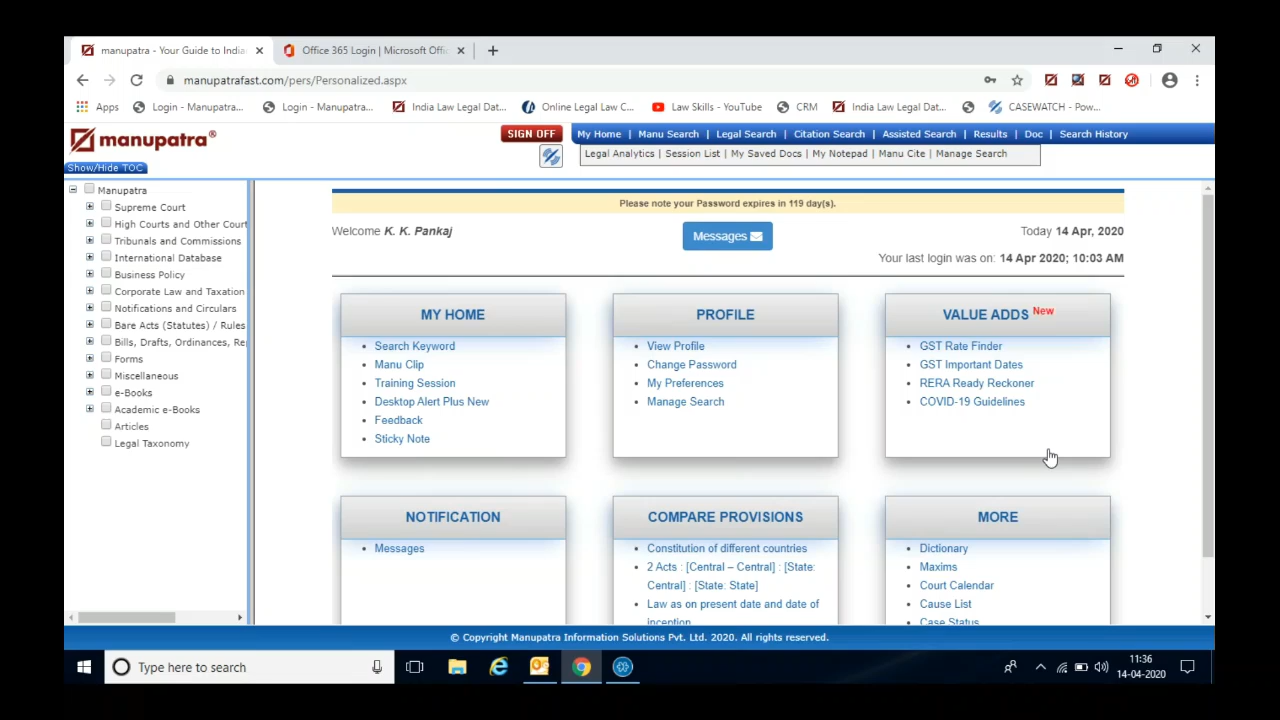 manupatra - Your Guide to India
Office 365 Login | Microsoft Offi
manupatrafast.com/pers/Personalized.aspx
Apps
Login - Manupatra...
Login - Manupatra...
India Law Legal Dat...
Online Legal Law C...
Law Skills - YouTube
CRM
India Law Legal Dat...
CASEWATCH - Pow...
manupatra®
SIGN OFF
My Home | Manu Search | Legal Search | Citation Search | Assisted Search | Results | Doc | Search History
Legal Analytics | Session List | My Saved Docs | My Notepad | Manu Cite | Manage Search
Show/Hide TOC
Manupatra
Supreme Court
High Courts and Other Court
Tribunals and Commissions
International Database
Business Policy
Corporate Law and Taxation
Notifications and Circulars
Bare Acts (Statutes) / Rules
Bills, Drafts, Ordinances, Re
Forms
Miscellaneous
e-Books
Academic e-Books
Articles
Legal Taxonomy
Please note your Password expires in 119 day(s).
Welcome K. K. Pankaj
Messages
Today 14 Apr, 2020
Your last login was on: 14 Apr 2020; 10:03 AM
MY HOME
Search Keyword
Manu Clip
Training Session
Desktop Alert Plus New
Feedback
Sticky Note
PROFILE
View Profile
Change Password
My Preferences
Manage Search
VALUE ADDS New
GST Rate Finder
GST Important Dates
RERA Ready Reckoner
COVID-19 Guidelines
NOTIFICATION
Messages
COMPARE PROVISIONS
Constitution of different countries
2 Acts : [Central – Central] : [State:
Central] : [State: State]
Law as on present date and date of
inception
MORE
Dictionary
Maxims
Court Calendar
Cause List
Case Status
© Copyright Manupatra Information Solutions Pvt. Ltd. 2020. All rights reserved.
Type here to search
11:36
14-04-2020